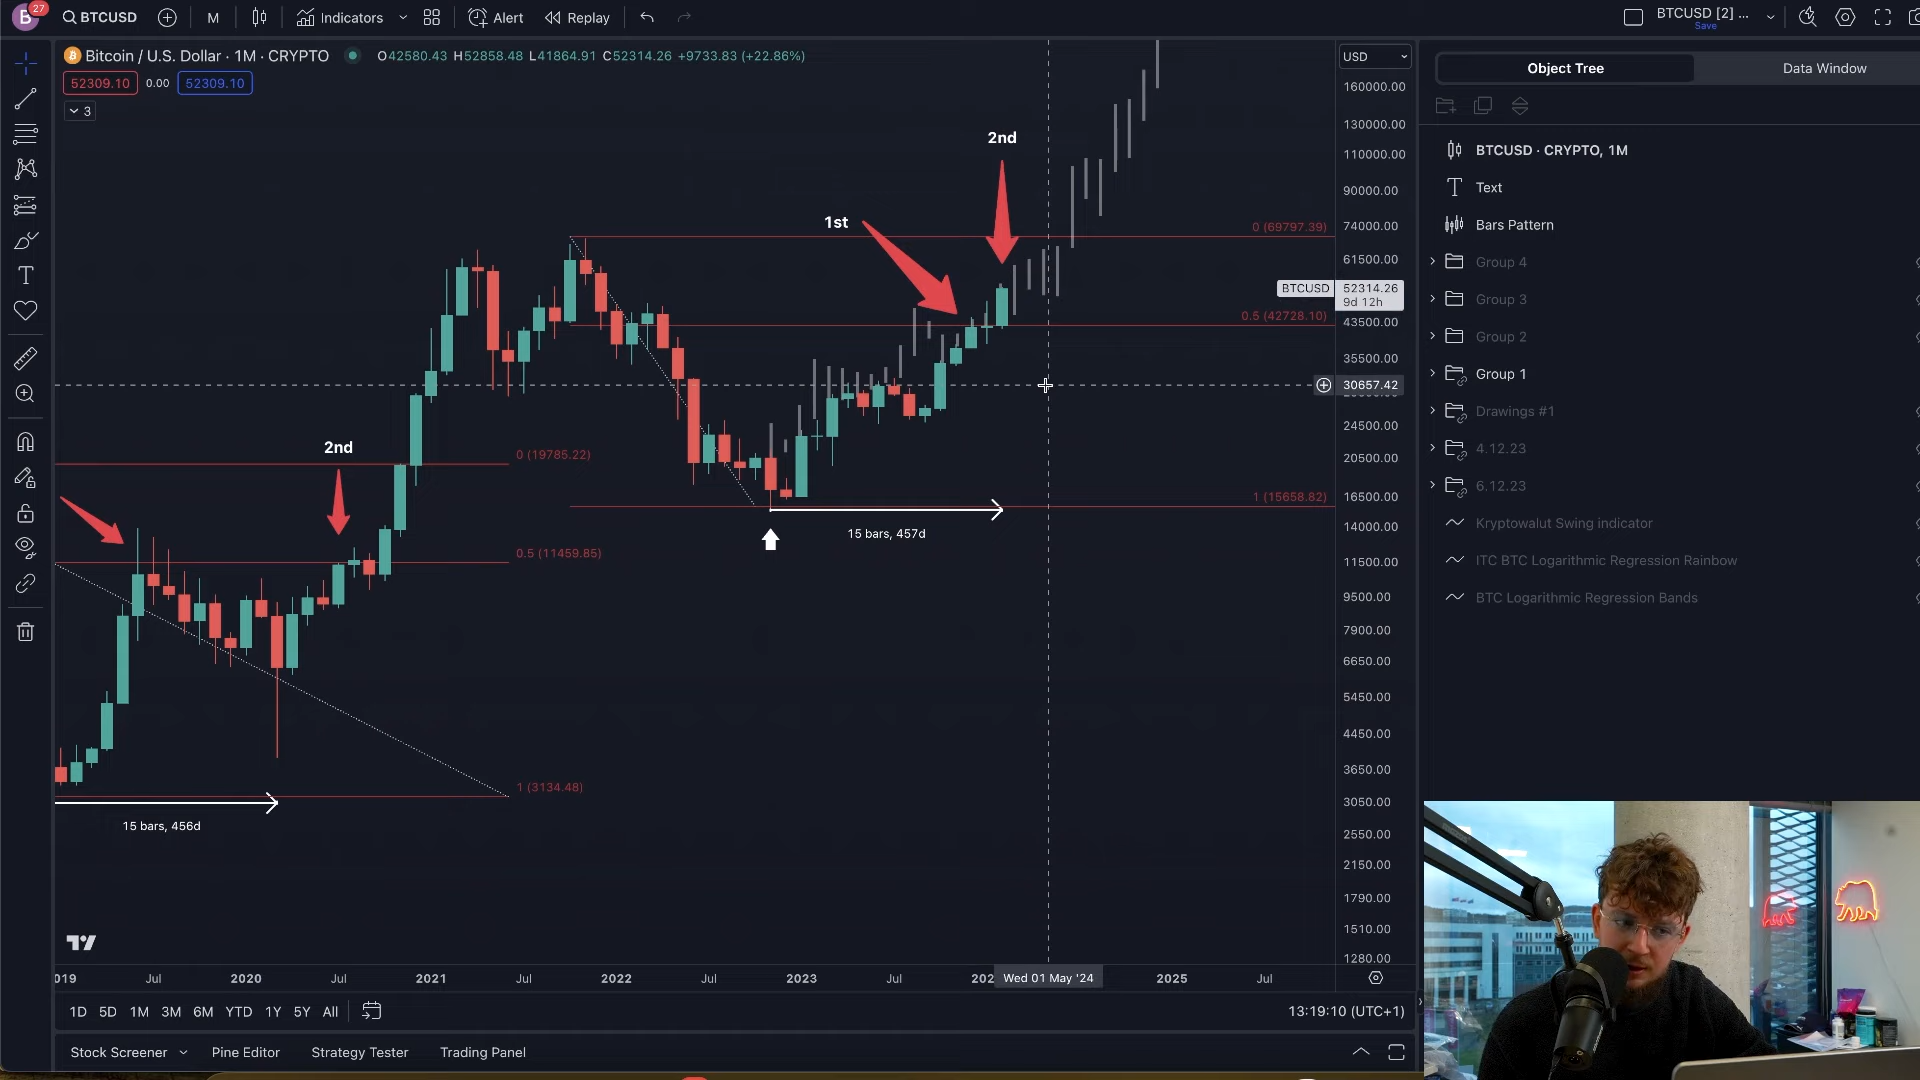 B 27 BTCUSD M Indicators Alert Replay BTCUSD [2] ... Save
Bitcoin / U.S. Dollar · 1M · CRYPTO O42580.43 H52858.48 L41864.91 C52314.26 +9733.83 (+22.86%)
52309.10 0.00 52309.10
3
2nd
1st
0 (69797.39)
0.5 (42728.10)
1 (15658.82)
15 bars, 457d
2nd
0 (19785.22)
0.5 (11459.85)
1 (3134.48)
15 bars, 456d
USD
160000.00
130000.00
110000.00
90000.00
74000.00
61500.00
BTCUSD 52314.26
9d 12h
43500.00
35500.00
30657.42
24500.00
20500.00
16500.00
14000.00
11500.00
9500.00
7900.00
6650.00
5450.00
4450.00
3650.00
3050.00
2550.00
2150.00
1790.00
1510.00
1280.00
019 Jul 2020 Jul 2021 Jul 2022 Jul 2023 Jul 202 Wed 01 May '24 2025 Jul
1D 5D 1M 3M 6M YTD 1Y 5Y All 13:19:10 (UTC+1)
Stock Screener Pine Editor Strategy Tester Trading Panel
Object Tree Data Window
BTCUSD · CRYPTO, 1M
Text
Bars Pattern
Group 4
Group 3
Group 2
Group 1
Drawings #1
4.12.23
6.12.23
Kryptowalut Swing indicator
ITC BTC Logarithmic Regression Rainbow
BTC Logarithmic Regression Bands